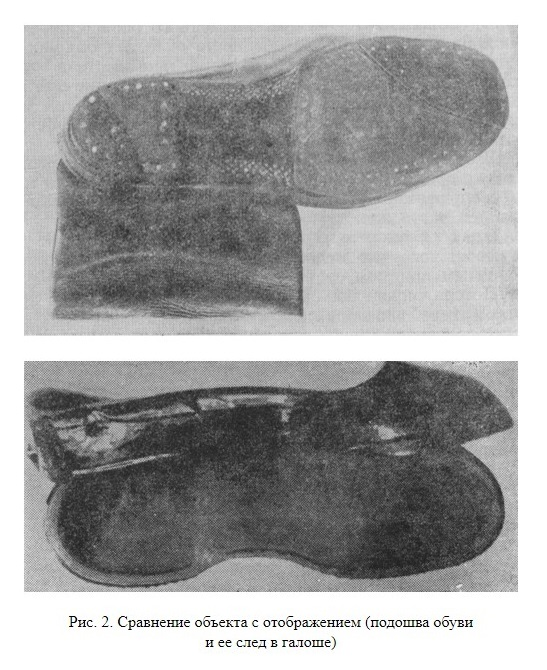 Рис. 2. Сравнение объекта с отображением (подошва обуви
и ее след в галоше)